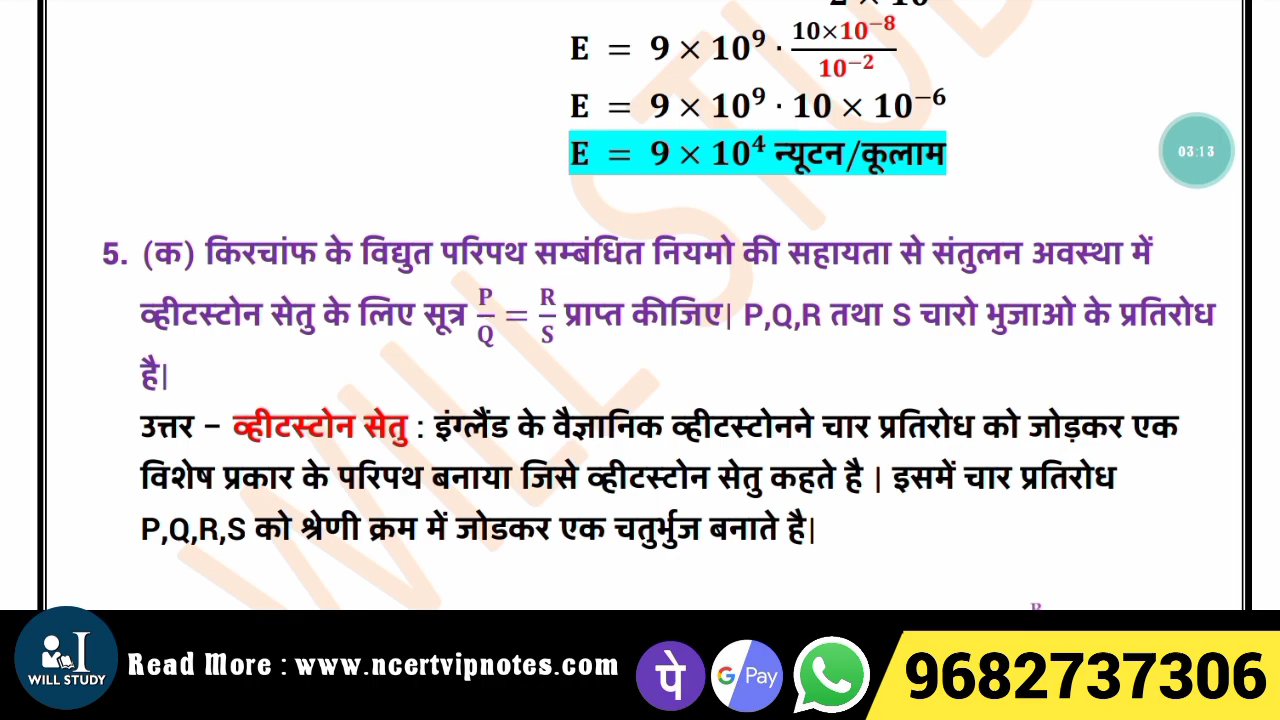 E = 9 × 10⁹ · 10×10⁻⁸/10⁻²
E = 9 × 10⁹ · 10 × 10⁻⁶
E = 9 × 10⁴ न्यूटन/कूलाम
03:13
5. (क) किरचांफ के विद्युत परिपथ सम्बंधित नियमो की सहायता से संतुलन अवस्था में
व्हीटस्टोन सेतु के लिए सूत्र P/Q = R/S प्राप्त कीजिए| P,Q,R तथा S चारो भुजाओ के प्रतिरोध
है|
उत्तर – व्हीटस्टोन सेतु : इंग्लैंड के वैज्ञानिक व्हीटस्टोनने चार प्रतिरोध को जोड़कर एक
विशेष प्रकार के परिपथ बनाया जिसे व्हीटस्टोन सेतु कहते है | इसमें चार प्रतिरोध
P,Q,R,S को श्रेणी क्रम में जोडकर एक चतुर्भुज बनाते है|
WILL STUD
I
WILL STUDY
Read More : www.ncertvipnotes.com
पे
G Pay
9682737306